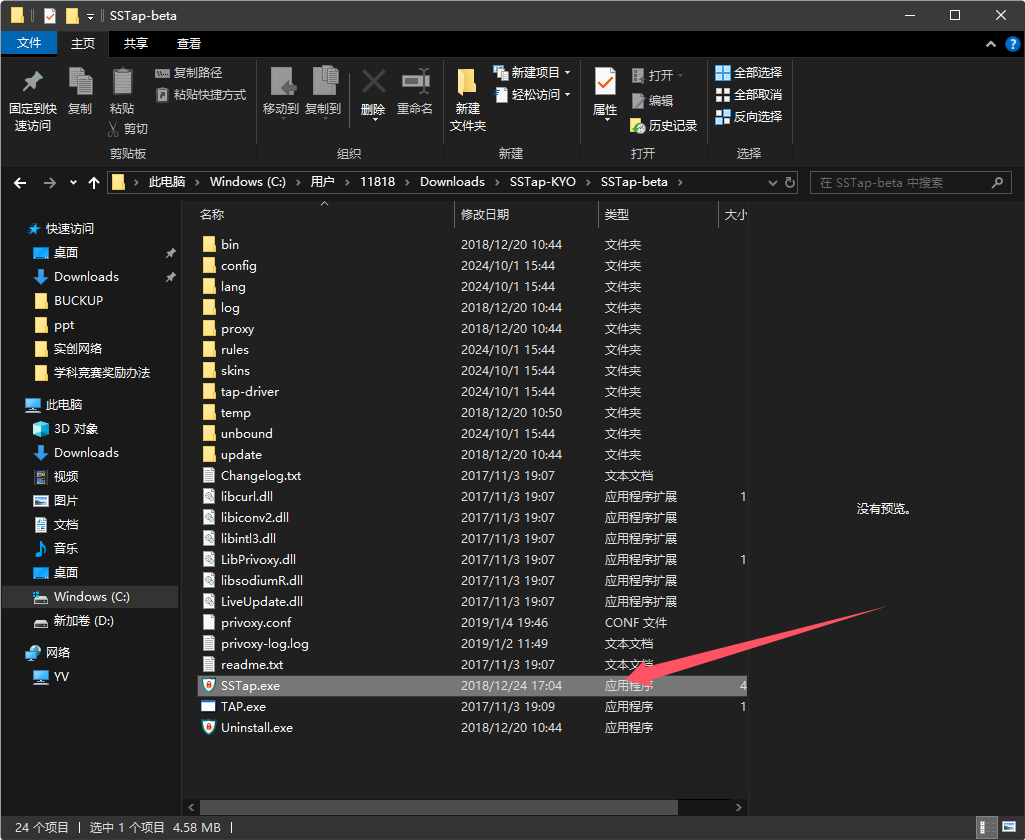 SSTap-beta
文件 主页 共享 查看
固定到快速访问 复制 粘贴 复制路径 粘贴快捷方式 剪切 移动到 复制到 删除 重命名 新建文件夹 新建项目 轻松访问 属性 打开 编辑 历史记录 全部选择 全部取消 反向选择
剪贴板 组织 新建 打开 选择
此电脑 Windows (C:) 用户 11818 Downloads SSTap-KYO SSTap-beta 在 SSTap-beta 中搜索
快速访问
桌面
Downloads
BUCKUP
ppt
实创网络
学科竞赛奖励办法
此电脑
3D 对象
Downloads
视频
图片
文档
音乐
桌面
Windows (C:)
新加卷 (D:)
网络
YV
名称 修改日期 类型 大小
bin 2018/12/20 10:44 文件夹
config 2024/10/1 15:44 文件夹
lang 2024/10/1 15:44 文件夹
log 2018/12/20 10:44 文件夹
proxy 2018/12/20 10:44 文件夹
rules 2024/10/1 15:44 文件夹
skins 2024/10/1 15:44 文件夹
tap-driver 2024/10/1 15:44 文件夹
temp 2018/12/20 10:50 文件夹
unbound 2024/10/1 15:44 文件夹
update 2018/12/20 10:44 文件夹
Changelog.txt 2017/11/3 19:07 文本文档
libcurl.dll 2017/11/3 19:07 应用程序扩展 1
libiconv2.dll 2017/11/3 19:07 应用程序扩展
libintl3.dll 2017/11/3 19:07 应用程序扩展
LibPrivoxy.dll 2017/11/3 19:07 应用程序扩展 1
libsodiumR.dll 2017/11/3 19:07 应用程序扩展
LiveUpdate.dll 2017/11/3 19:07 应用程序扩展
privoxy.conf 2019/1/4 19:46 CONF 文件
privoxy-log.log 2019/1/2 11:49 文本文档
readme.txt 2017/11/3 19:07 文本文档
SSTap.exe 2018/12/24 17:04 应用程序 4
TAP.exe 2017/11/3 19:09 应用程序 1
Uninstall.exe 2018/12/20 10:44 应用程序
没有预览。
24 个项目 选中 1 个项目 4.58 MB